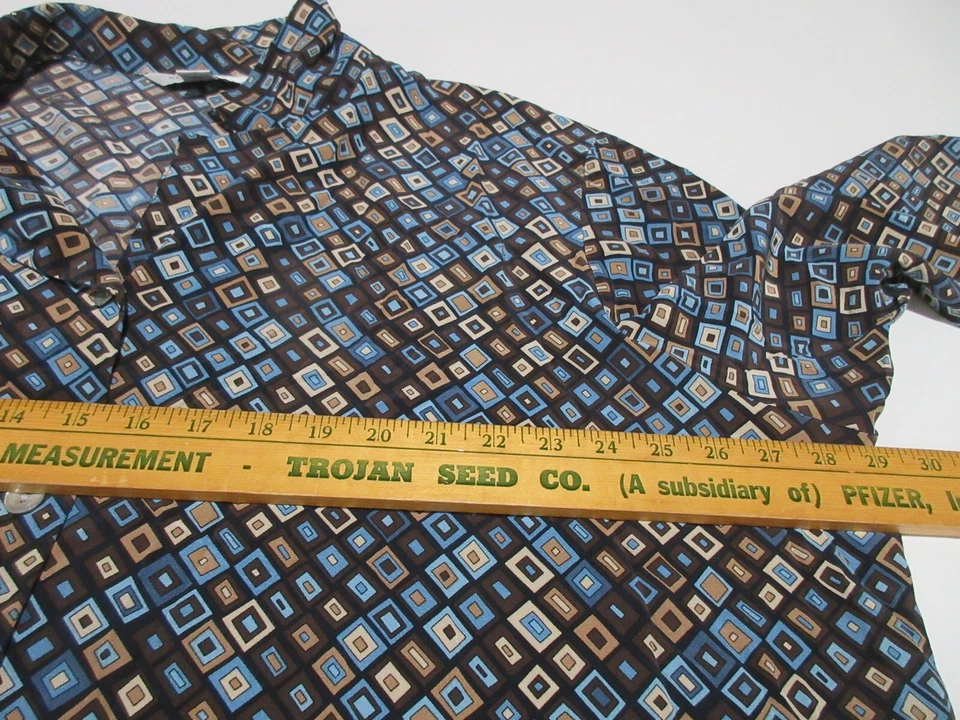 14 15 16 17 18 19 20 21 22 23 24 25 26 27 28 29 30
MEASUREMENT - TROJAN SEED CO. (A subsidiary of) PFIZER, In